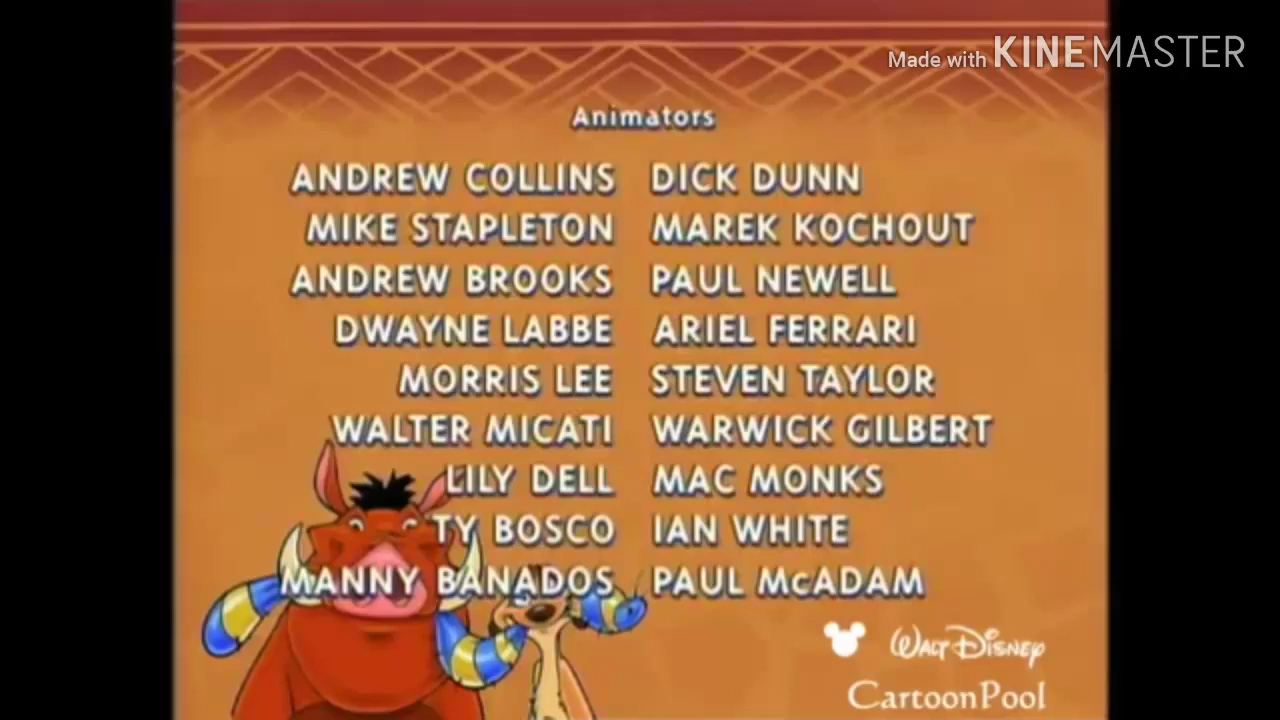 Made with KINEMASTER
Animators
ANDREW COLLINS DICK DUNN
MIKE STAPLETON MAREK KOCHOUT
ANDREW BROOKS PAUL NEWELL
DWAYNE LABBE ARIEL FERRARI
MORRIS LEE STEVEN TAYLOR
WALTER MICATI WARWICK GILBERT
LILY DELL MAC MONKS
TY BOSCO IAN WHITE
MANNY BANADOS PAUL McADAM
WALT DISNEY
CartoonPool